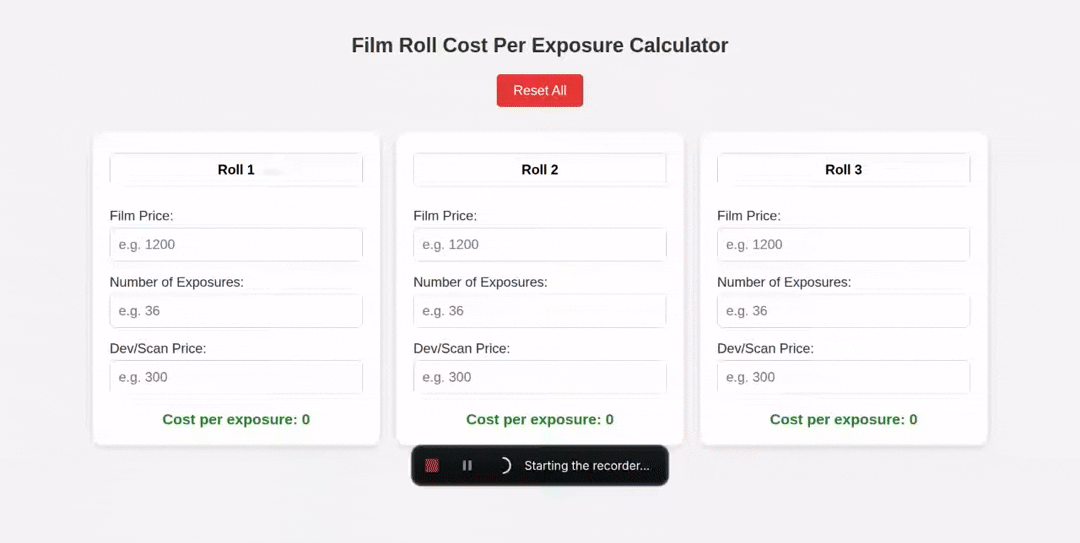 Film Roll Cost Per Exposure Calculator
Reset All
Roll 1
Film Price:
e.g. 1200
Number of Exposures:
e.g. 36
Dev/Scan Price:
e.g. 300
Cost per exposure: 0
Roll 2
Film Price:
e.g. 1200
Number of Exposures:
e.g. 36
Dev/Scan Price:
e.g. 300
Cost per exposure: 0
Roll 3
Film Price:
e.g. 1200
Number of Exposures:
e.g. 36
Dev/Scan Price:
e.g. 300
Cost per exposure: 0
Starting the recorder...